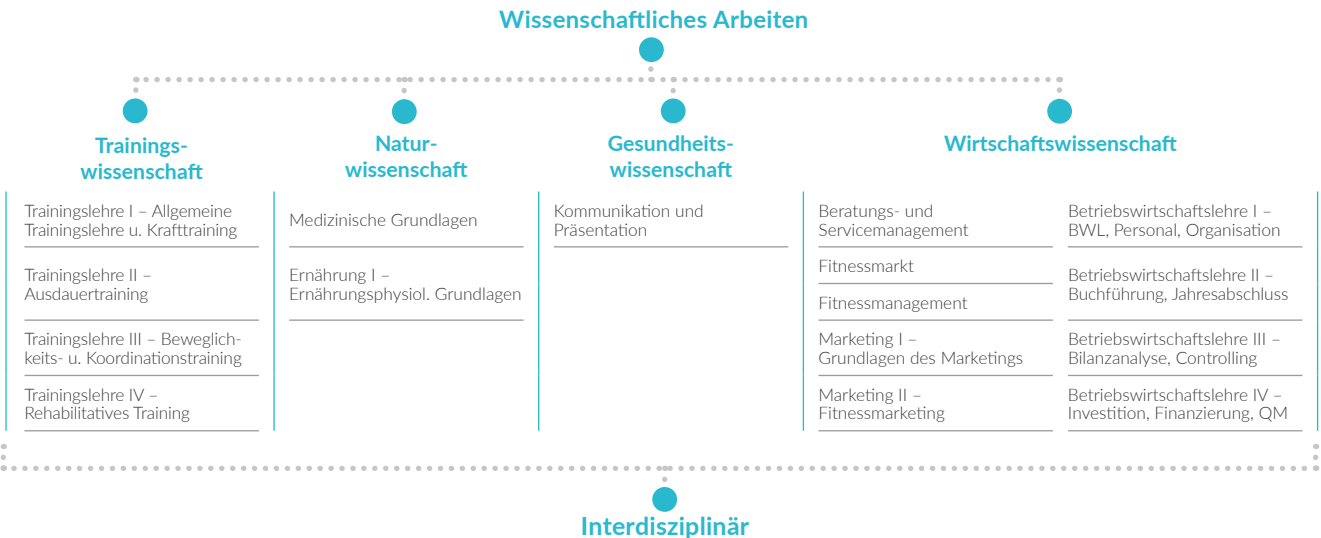 Wissenschaftliches Arbeiten
Trainings-
wissenschaft
Trainingslehre I – Allgemeine
Trainingslehre u. Krafttraining
Trainingslehre II –
Ausdauertraining
Trainingslehre III – Beweglich-
keits- u. Koordinationstraining
Trainingslehre IV –
Rehabilitatives Training
Natur-
wissenschaft
Medizinische Grundlagen
Ernährung I –
Ernährungsphysiol. Grundlagen
Gesundheits-
wissenschaft
Kommunikation und
Präsentation
Wirtschaftswissenschaft
Beratungs- und
Servicemanagement
Fitnessmarkt
Fitnessmanagement
Marketing I –
Grundlagen des Marketings
Marketing II –
Fitnessmarketing
Betriebswirtschaftslehre I –
BWL, Personal, Organisation
Betriebswirtschaftslehre II –
Buchführung, Jahresabschluss
Betriebswirtschaftslehre III –
Bilanzanalyse, Controlling
Betriebswirtschaftslehre IV –
Investition, Finanzierung, QM
Interdisziplinär